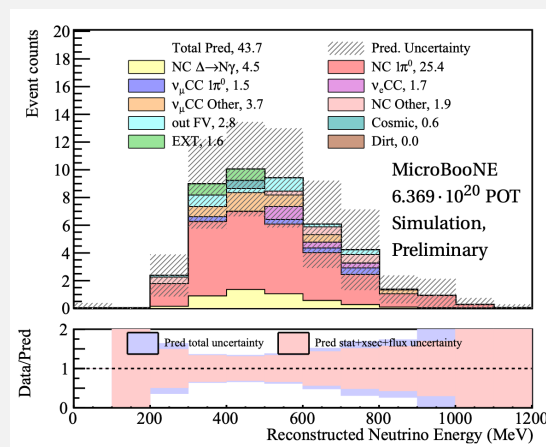 Event counts
20
18
16
14
12
10
8
6
4
2
0
Total Pred, 43.7
Pred. Uncertainty
NC Δ→Nγ, 4.5
NC 1π⁰, 25.4
νμCC 1π⁰, 1.5
νeCC, 1.7
νμCC Other, 3.7
NC Other, 1.9
out FV, 2.8
Cosmic, 0.6
EXT, 1.6
Dirt, 0.0
MicroBooNE
6.369·10²⁰ POT
Simulation,
Preliminary
Data/Pred
2
1
0
Pred total uncertainty
Pred stat+xsec+flux uncertainty
0 200 400 600 800 1000 1200
Reconstructed Neutrino Energy (MeV)